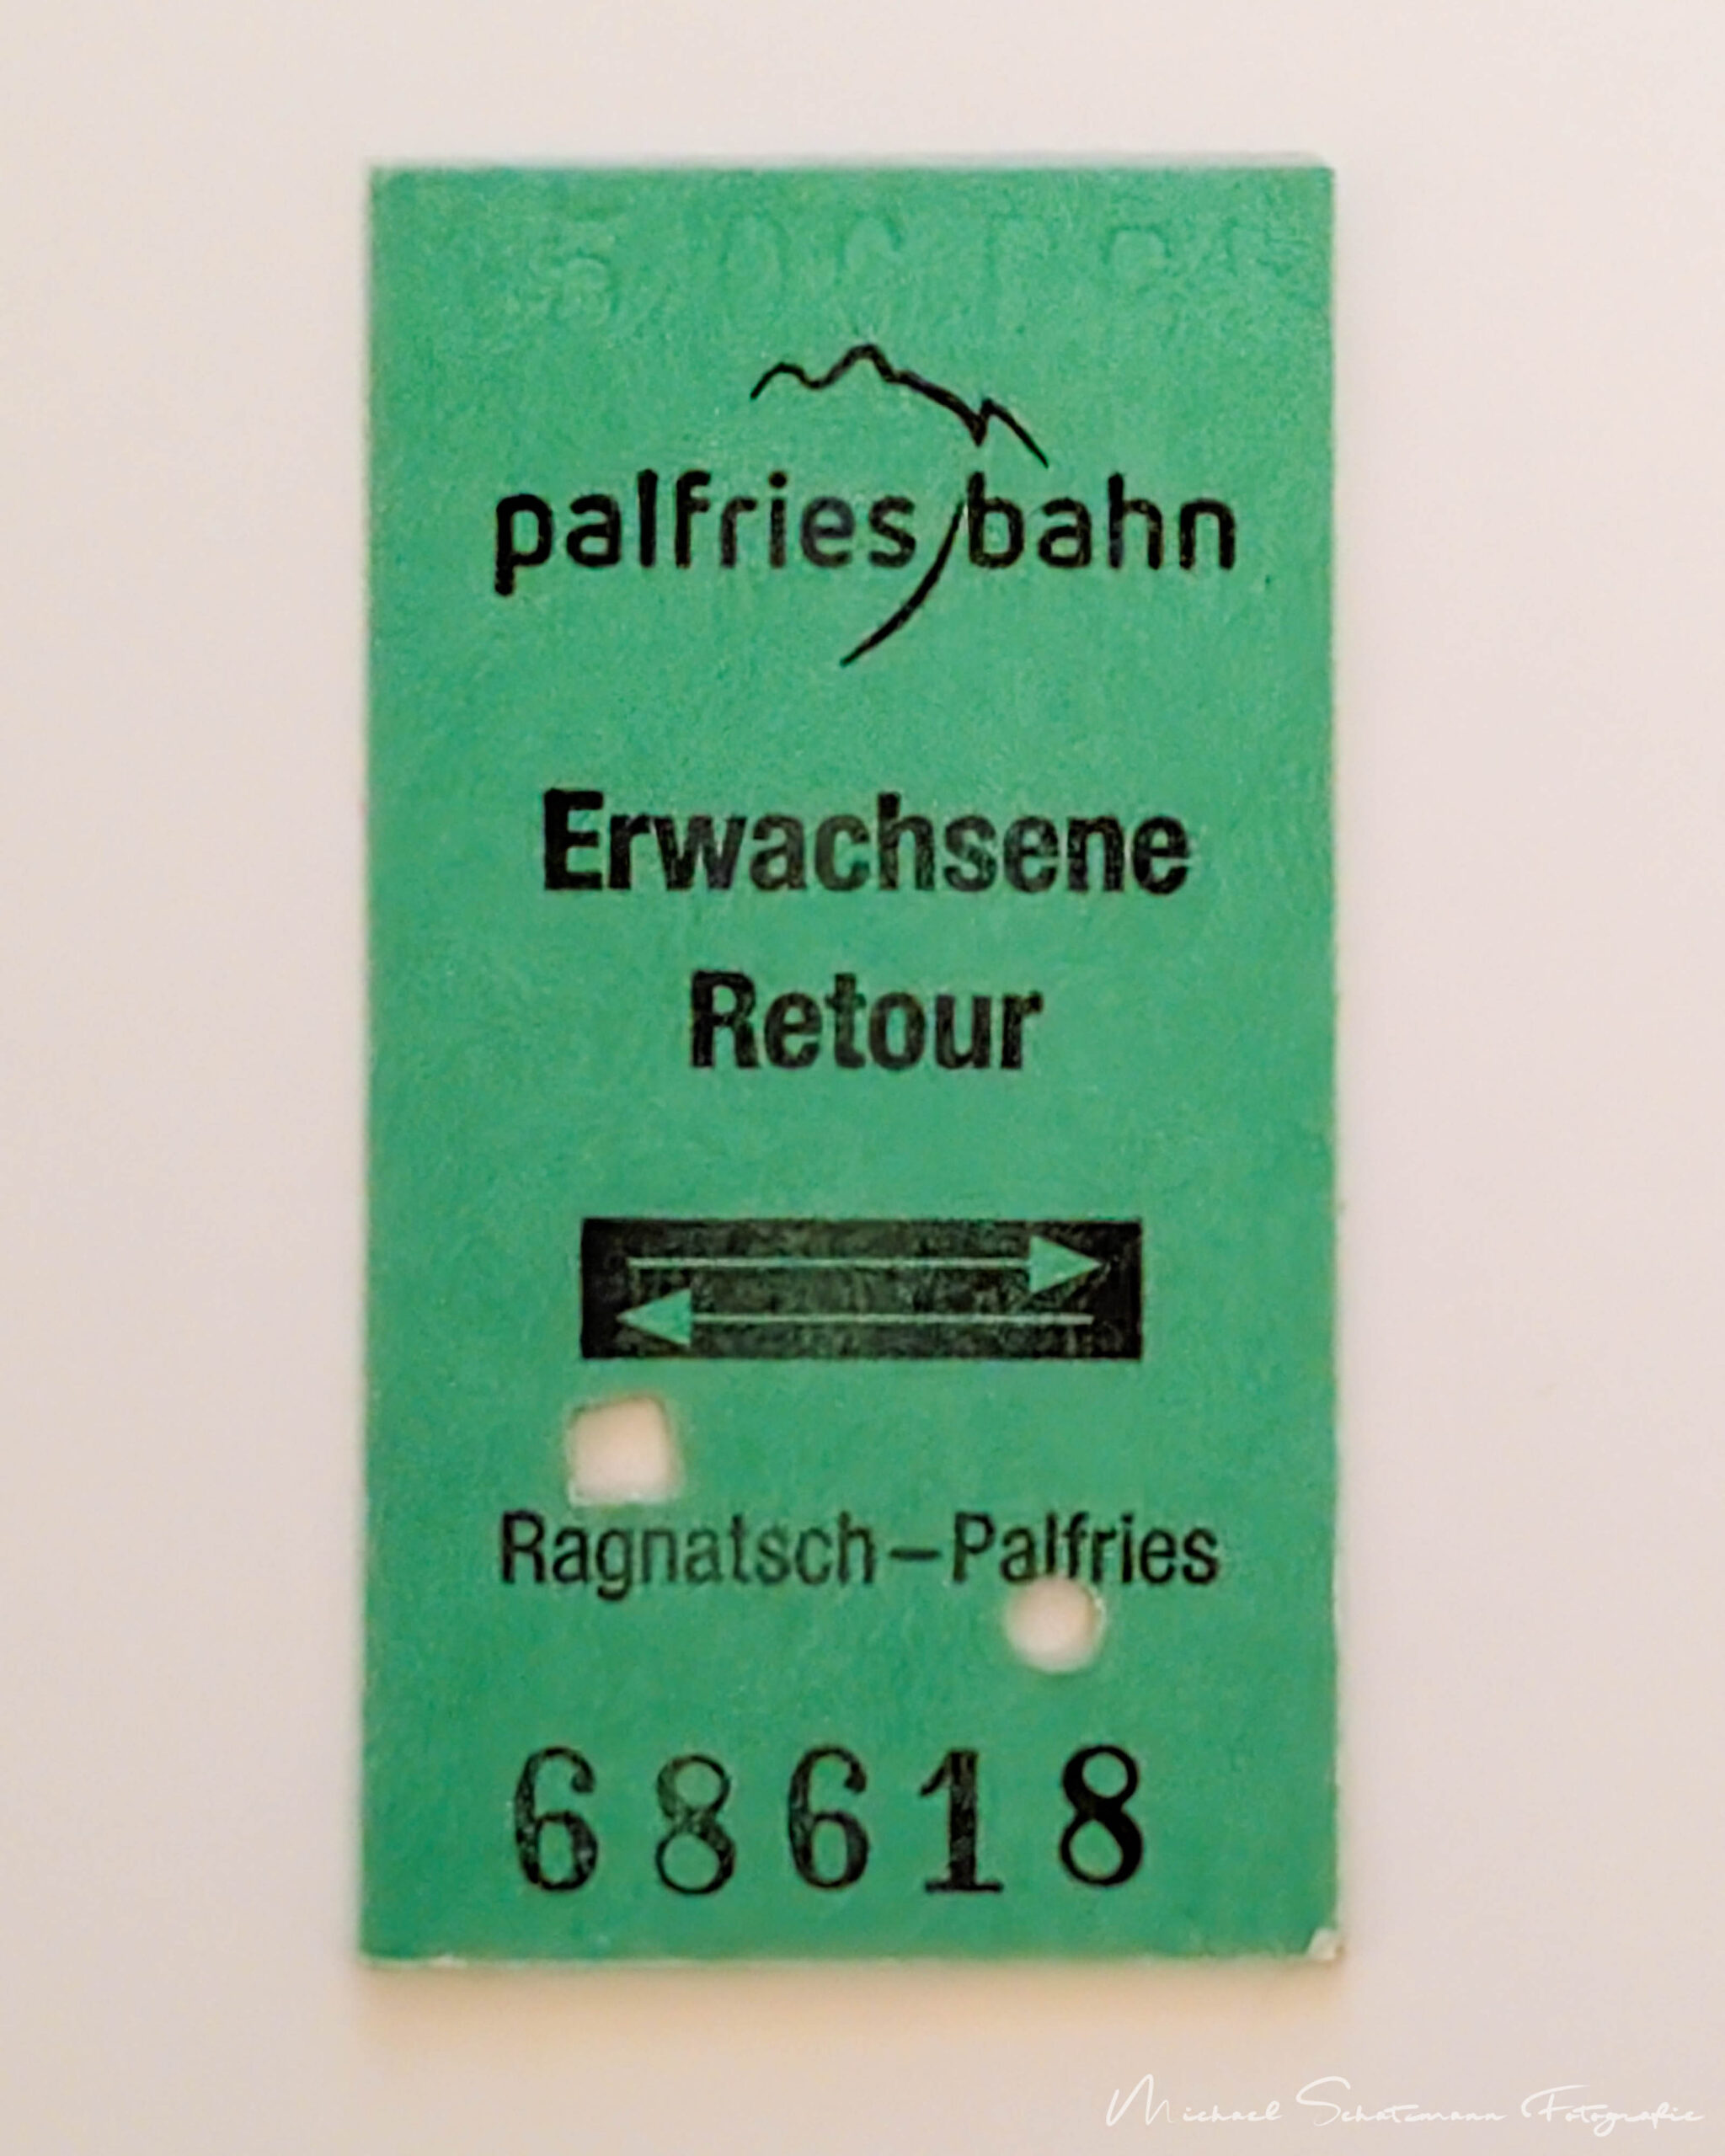 palfries bahn
Erwachsene
Retour
Ragnatsch–Palfries
68618
Michael Schatzmann Fotografie